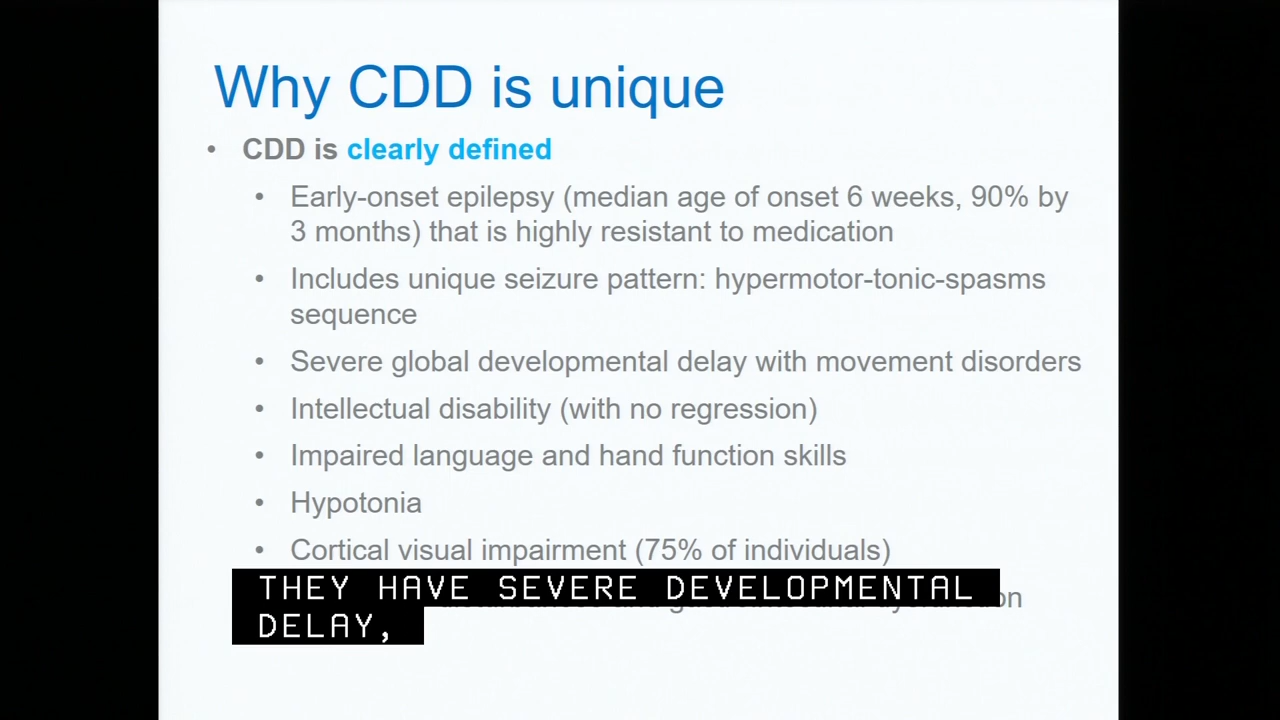 Why CDD is unique
• CDD is clearly defined
• Early-onset epilepsy (median age of onset 6 weeks, 90% by
3 months) that is highly resistant to medication
• Includes unique seizure pattern: hypermotor-tonic-spasms
sequence
• Severe global developmental delay with movement disorders
• Intellectual disability (with no regression)
• Impaired language and hand function skills
• Hypotonia
• Cortical visual impairment (75% of individuals)
THEY HAVE SEVERE DEVELOPMENTAL
DELAY,